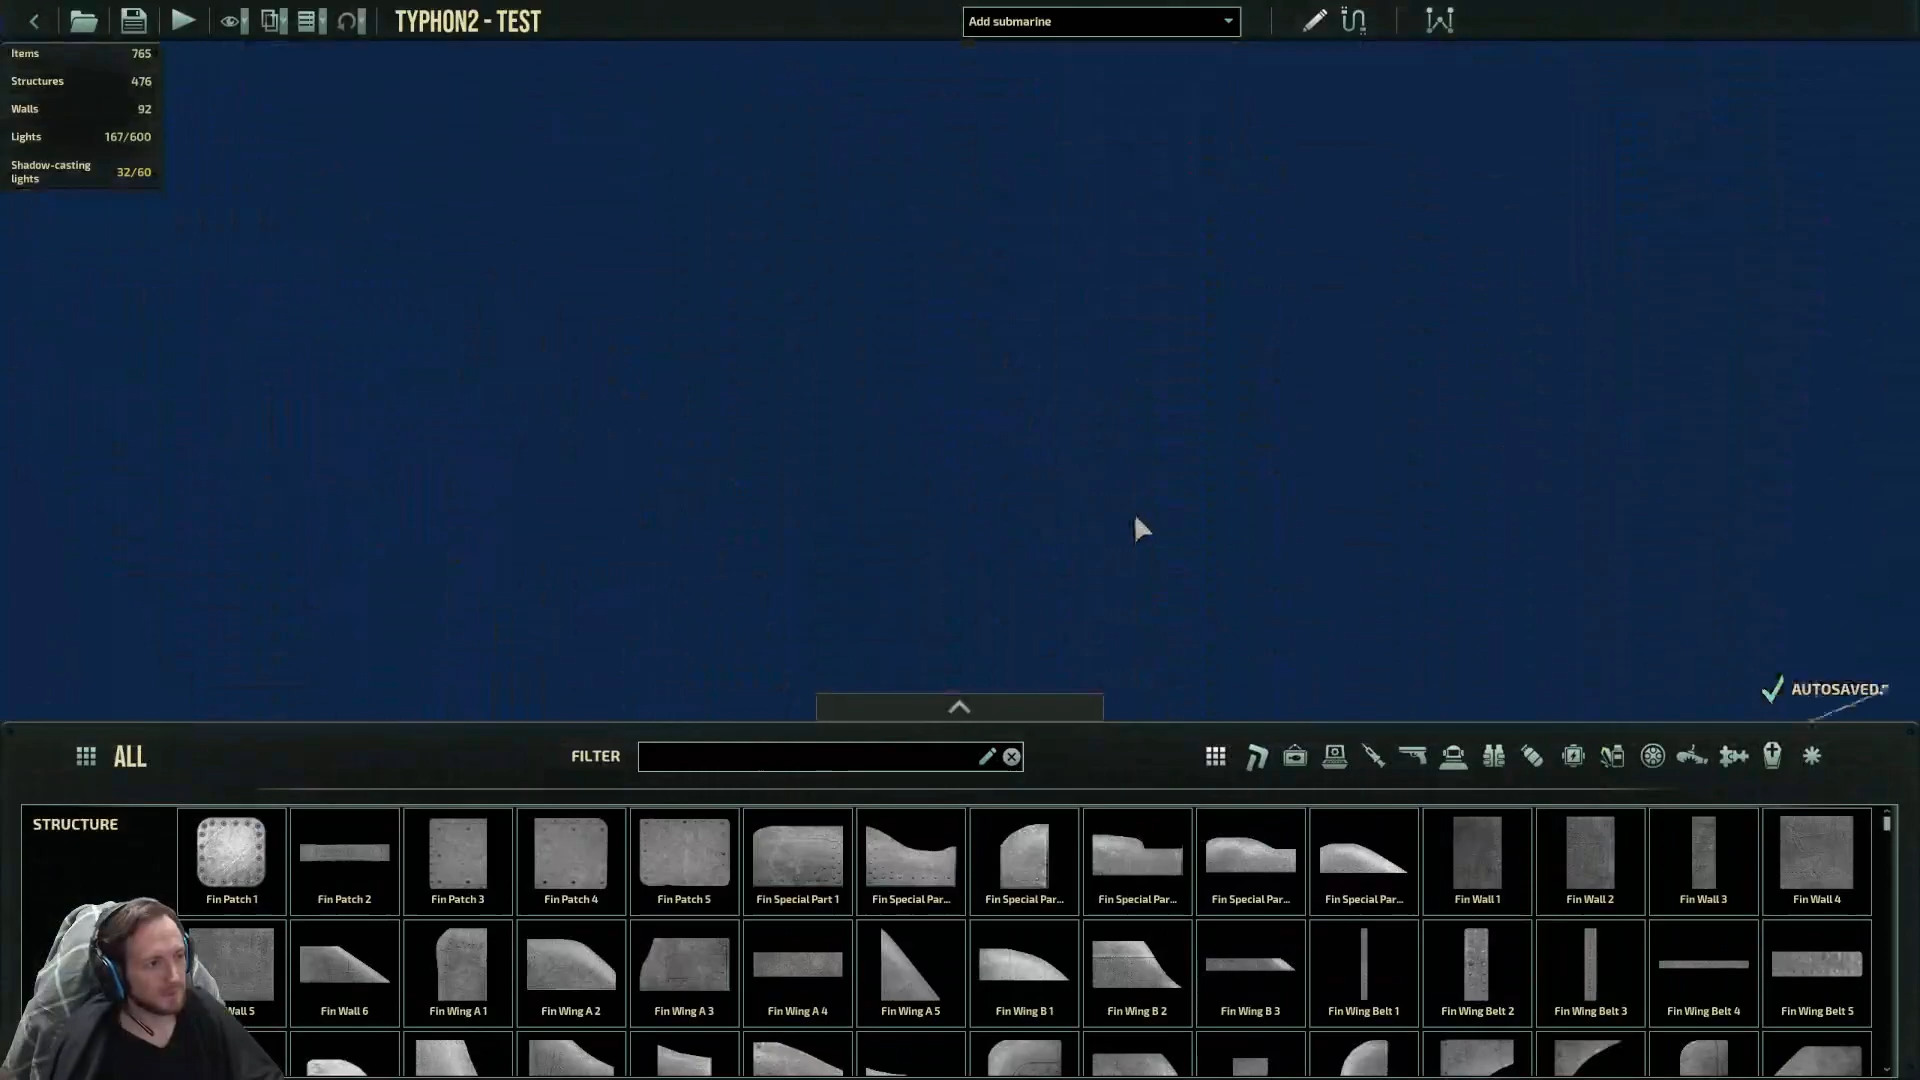 TYPHON2 - TEST
Add submarine
Items 765
Structures 476
Walls 92
Lights 167/600
Shadow-casting
lights 32/60
AUTOSAVED
ALL
FILTER
STRUCTURE
Fin Patch 1
Fin Patch 2
Fin Patch 3
Fin Patch 4
Fin Patch 5
Fin Special Part 1
Fin Special Par...
Fin Special Par...
Fin Special Par...
Fin Special Par...
Fin Special Par...
Fin Wall 1
Fin Wall 2
Fin Wall 3
Fin Wall 4
Wall 5
Fin Wall 6
Fin Wing A 1
Fin Wing A 2
Fin Wing A 3
Fin Wing A 4
Fin Wing A 5
Fin Wing B 1
Fin Wing B 2
Fin Wing B 3
Fin Wing Belt 1
Fin Wing Belt 2
Fin Wing Belt 3
Fin Wing Belt 4
Fin Wing Belt 5